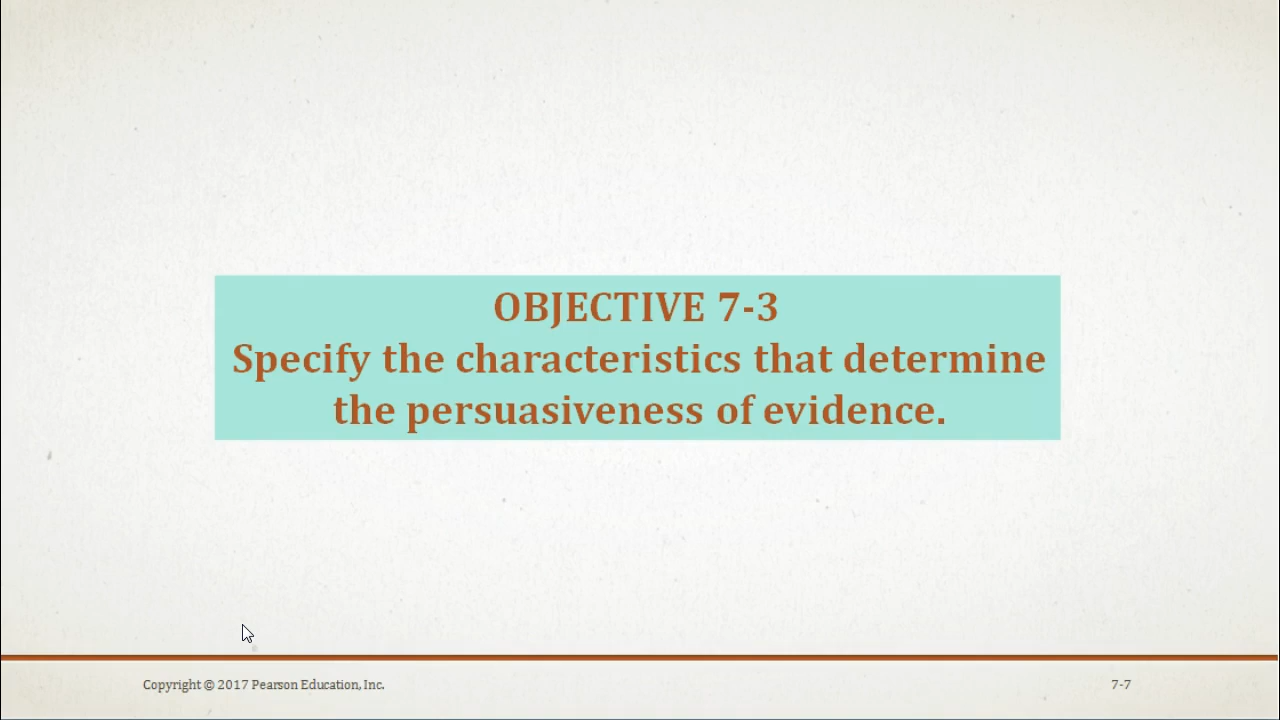 OBJECTIVE 7-3
Specify the characteristics that determine
the persuasiveness of evidence.
Copyright © 2017 Pearson Education, Inc.
7-7